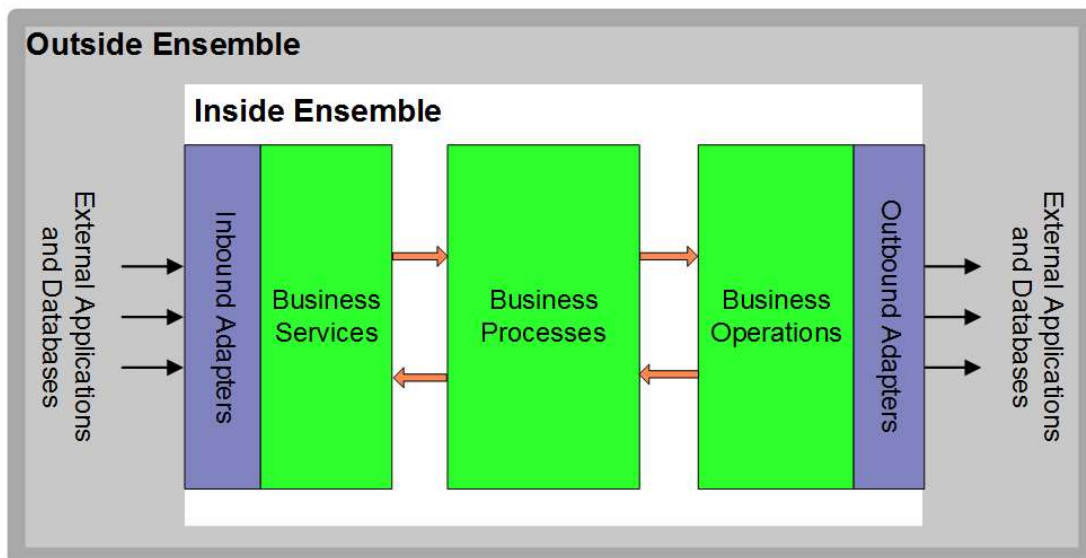 Outside Ensemble
Inside Ensemble
External Applications
and Databases
Inbound Adapters
Business
Services
Business
Processes
Business
Operations
Outbound Adapters
External Applications
and Databases